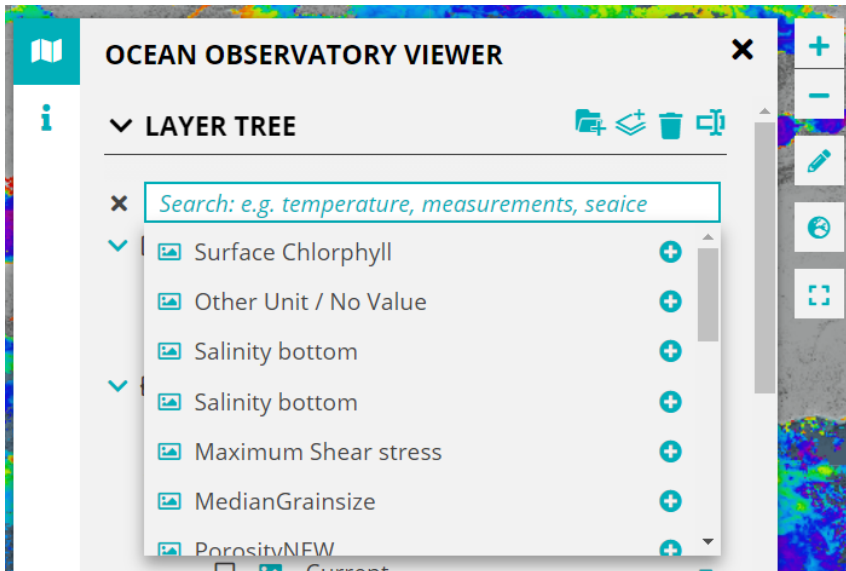 OCEAN OBSERVATORY VIEWER
LAYER TREE
Search: e.g. temperature, measurements, seaice
Surface Chlorphyll
Other Unit / No Value
Salinity bottom
Salinity bottom
Maximum Shear stress
MedianGrainsize
PorosityNEW
Current